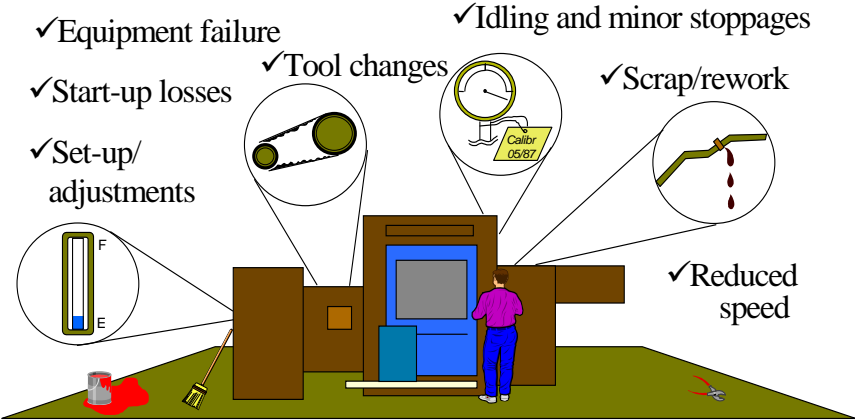 ✓Equipment failure
✓Idling and minor stoppages
✓Tool changes
✓Scrap/rework
✓Start-up losses
✓Set-up/
adjustments
Calibr
05/87
F
E
✓Reduced
speed